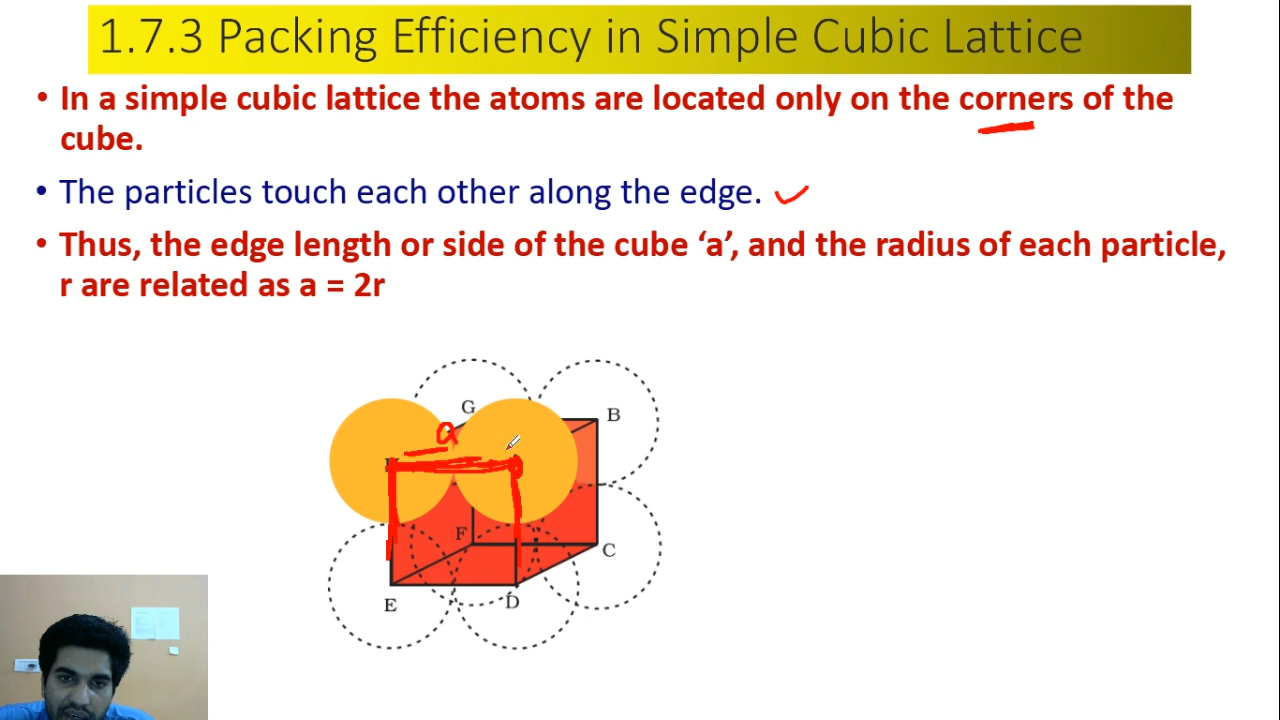 1.7.3 Packing Efficiency in Simple Cubic Lattice
• In a simple cubic lattice the atoms are located only on the corners of the
cube.
• The particles touch each other along the edge.
• Thus, the edge length or side of the cube ‘a’, and the radius of each particle,
r are related as a = 2r
G
B
a
F
C
E
D